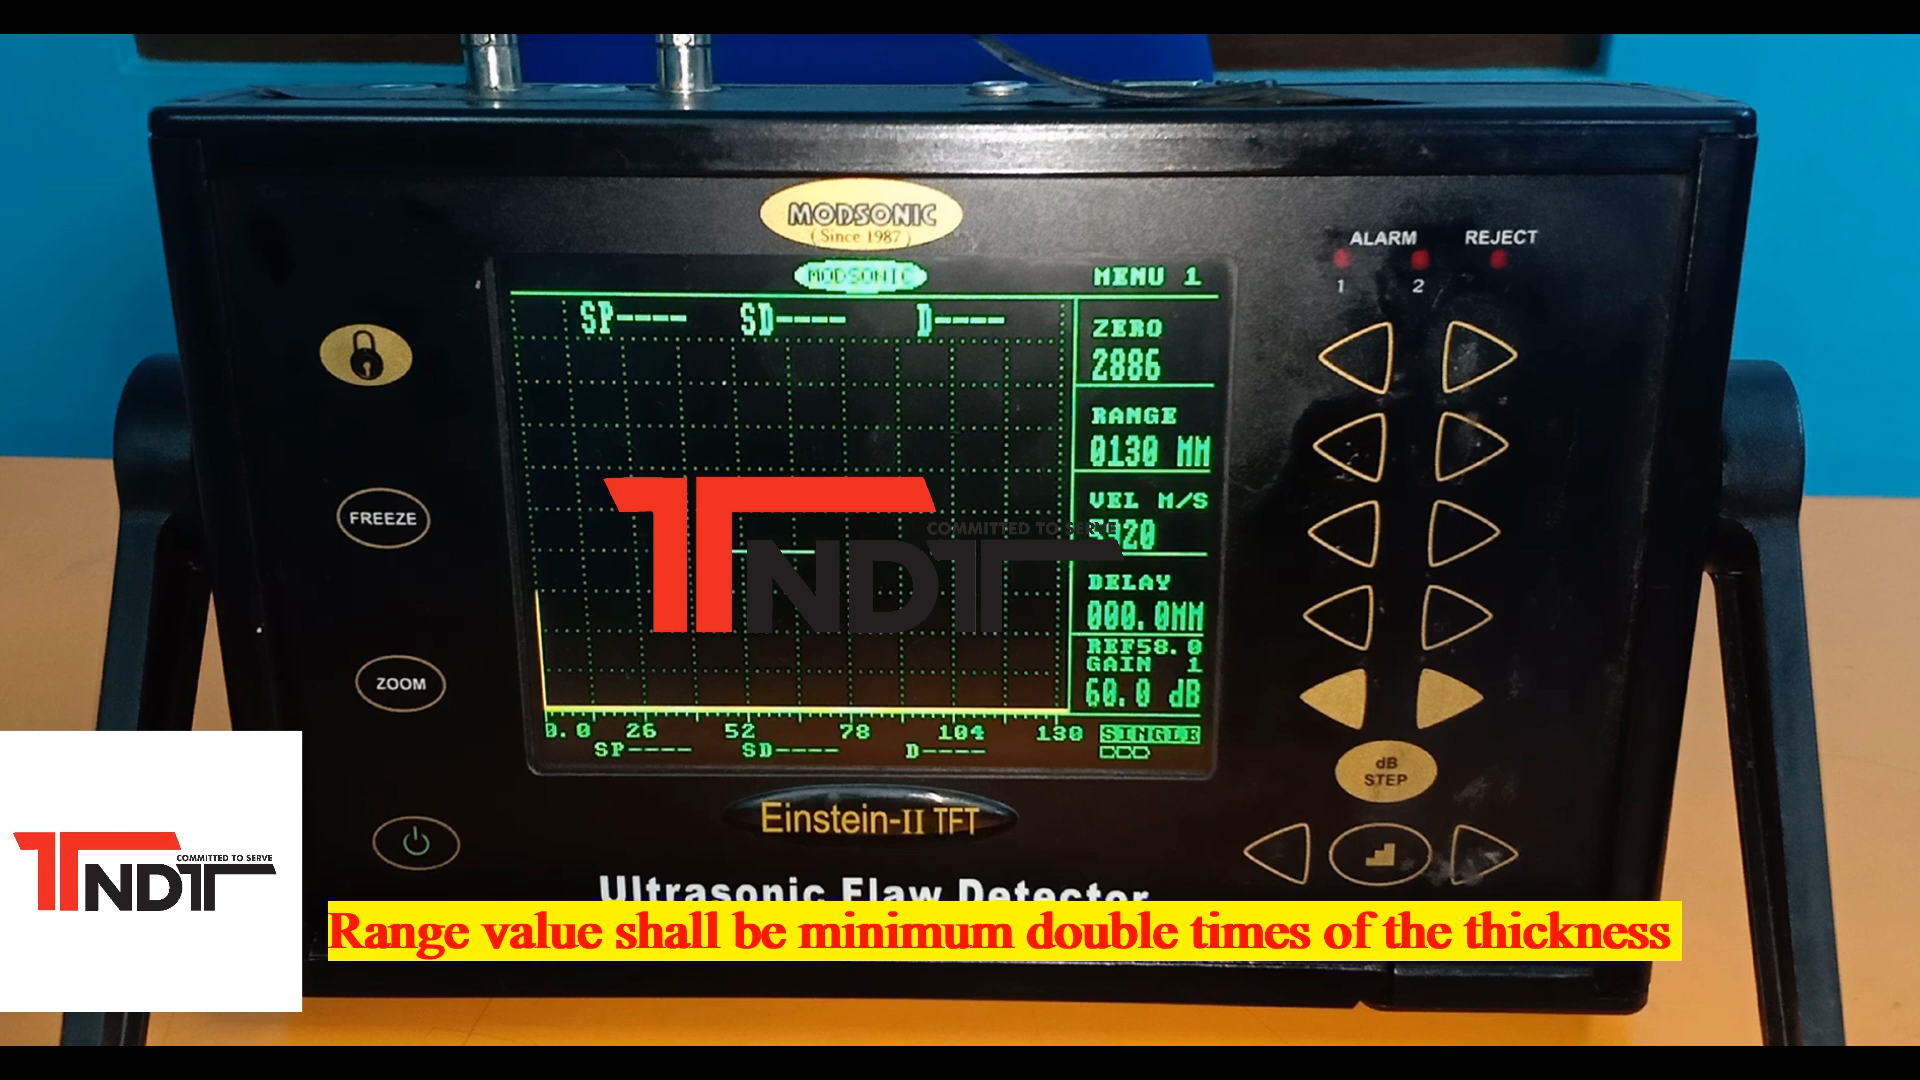 MODSONIC
( Since 1987 )
MODSONIC
MENU 1
SP---- SD---- D----
ZERO
2886
RANGE
0130 MM
VEL M/S
5920
DELAY
000.0MM
REF58.0
GAIN 1
60.0 dB
0.0 26 52 78 104 130
SINGLE
SP---- SD---- D----
ALARM REJECT
1 2
FREEZE
ZOOM
dB
STEP
COMMITTED TO SERVE
TNDT
Einstein-II TFT
Ultrasonic Flaw Detector
COMMITTED TO SERVE
TNDT
Range value shall be minimum double times of the thickness